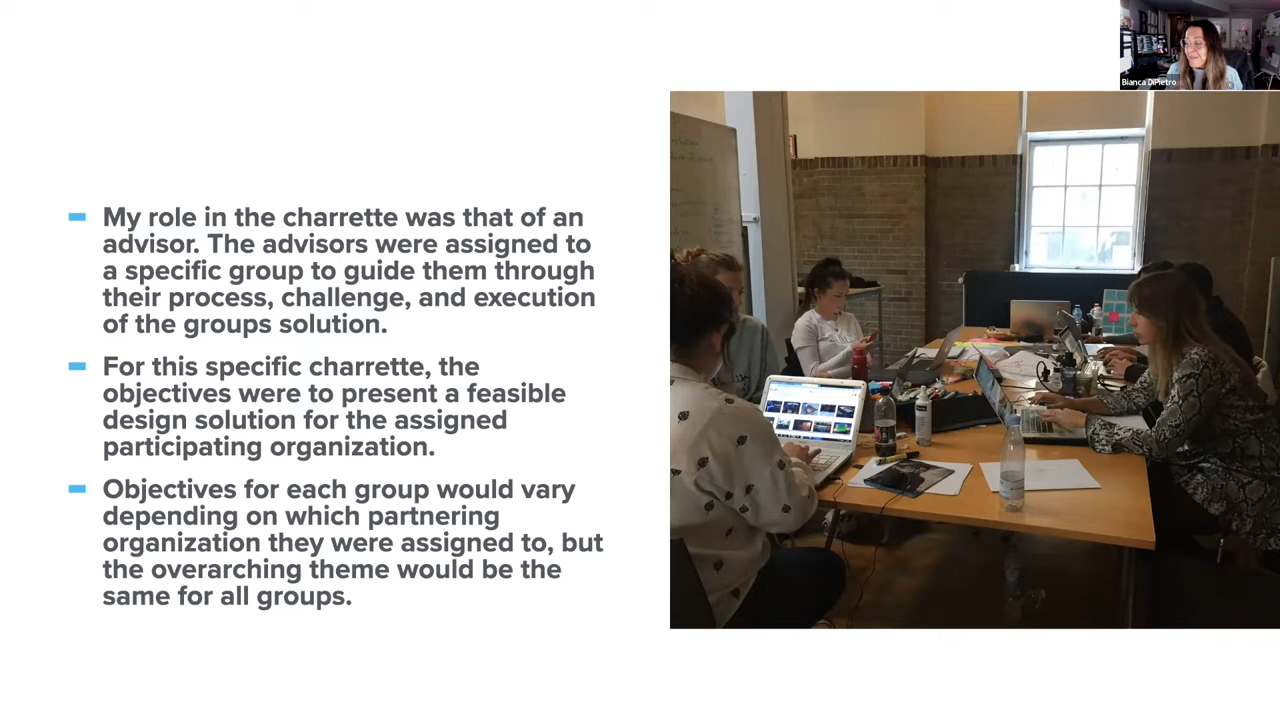 Bianca DiPietro
My role in the charrette was that of an
advisor. The advisors were assigned to
a specific group to guide them through
their process, challenge, and execution
of the groups solution.
For this specific charrette, the
objectives were to present a feasible
design solution for the assigned
participating organization.
Objectives for each group would vary
depending on which partnering
organization they were assigned to, but
the overarching theme would be the
same for all groups.